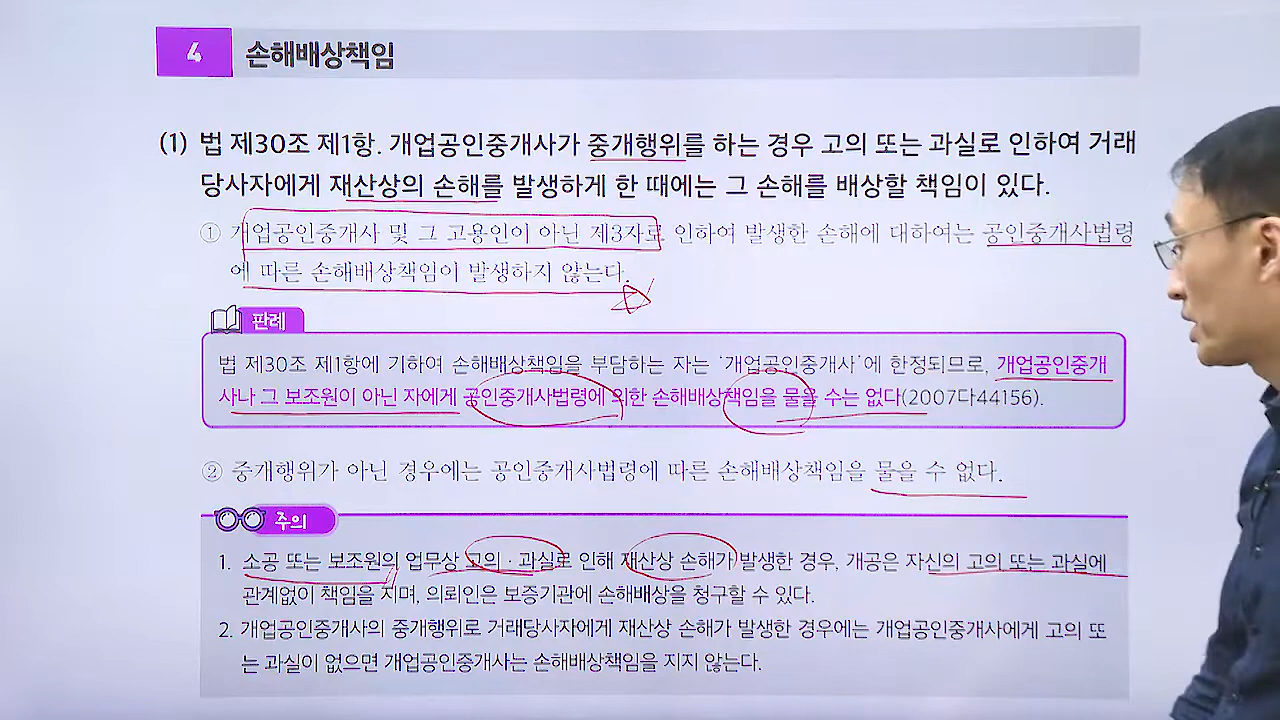 4 손해배상책임
(1) 법 제30조 제1항. 개업공인중개사가 중개행위를 하는 경우 고의 또는 과실로 인하여 거래
당사자에게 재산상의 손해를 발생하게 한 때에는 그 손해를 배상할 책임이 있다.
① 개업공인중개사 및 그 고용인이 아닌 제3자로 인하여 발생한 손해에 대하여는 공인중개사법령
에 따른 손해배상책임이 발생하지 않는다.
판례
법 제30조 제1항에 기하여 손해배상책임을 부담하는 자는 '개업공인중개사'에 한정되므로, 개업공인중개
사나 그 보조원이 아닌 자에게 공인중개사법령에 의한 손해배상책임을 물을 수는 없다(2007다44156).
② 중개행위가 아닌 경우에는 공인중개사법령에 따른 손해배상책임을 물을 수 없다.
주의
1. 소공 또는 보조원의 업무상 고의·과실로 인해 재산상 손해가 발생한 경우, 개공은 자신의 고의 또는 과실에
관계없이 책임을 지며, 의뢰인은 보증기관에 손해배상을 청구할 수 있다.
2. 개업공인중개사의 중개행위로 거래당사자에게 재산상 손해가 발생한 경우에는 개업공인중개사에게 고의 또
는 과실이 없으면 개업공인중개사는 손해배상책임을 지지 않는다.